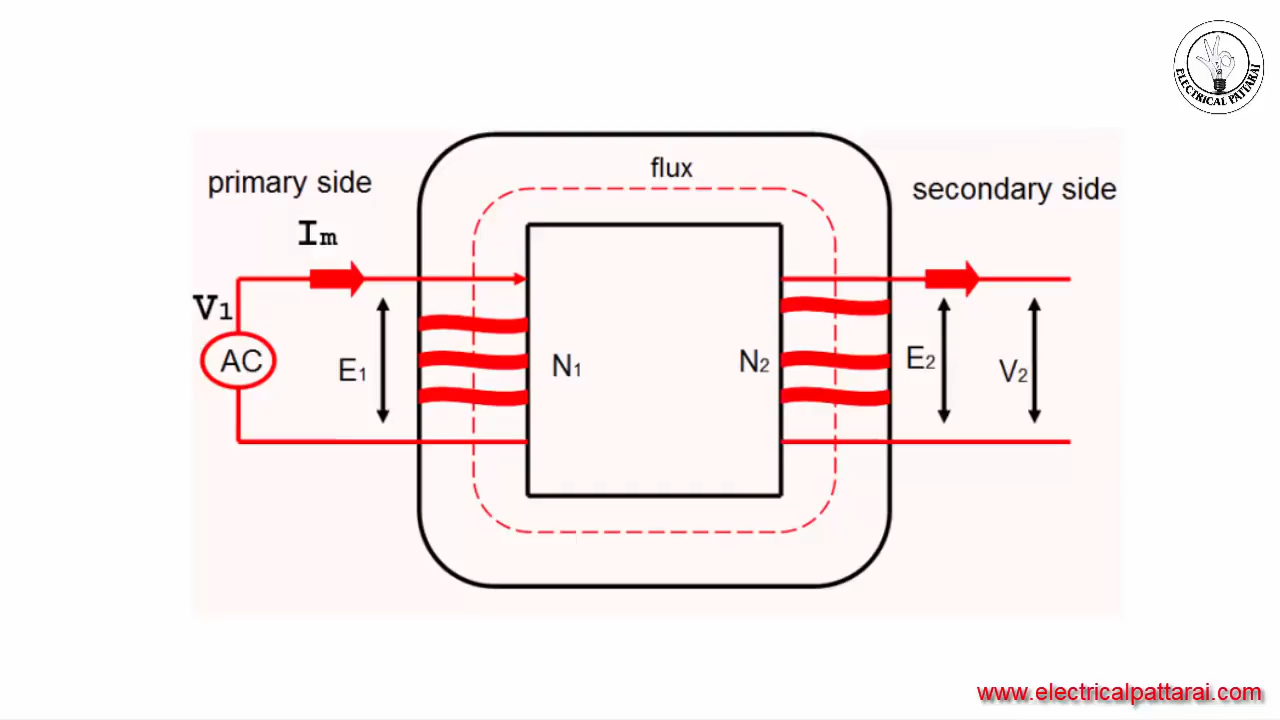 ELECTRICAL PATTARAI
flux
primary side
secondary side
Im
V1
AC
E1
N1
N2
E2
V2
www.electricalpattarai.com